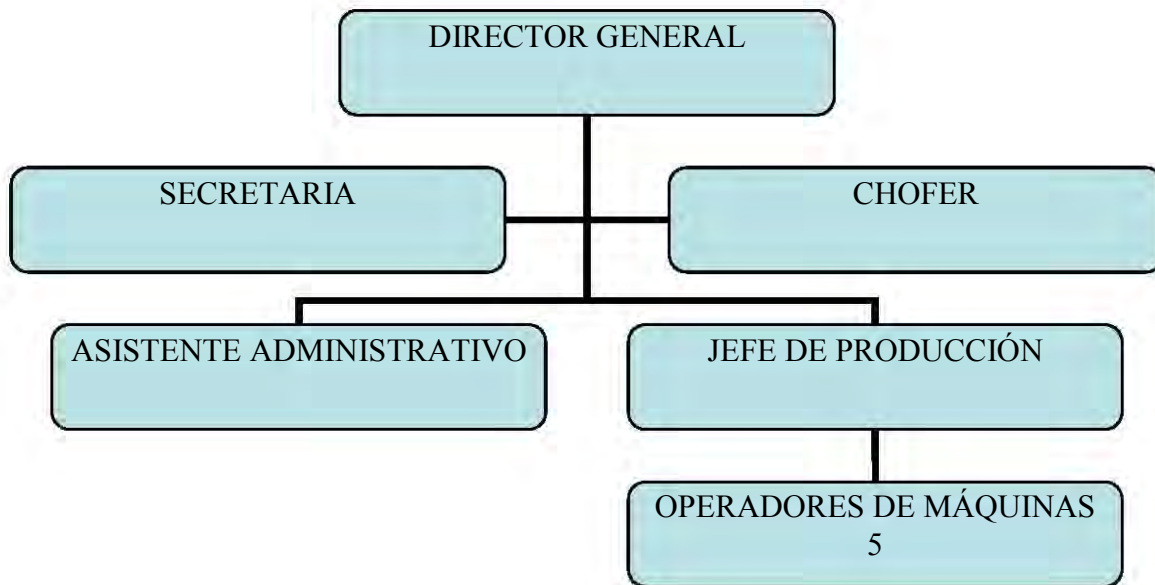 DIRECTOR GENERAL
SECRETARIA
CHOFER
ASISTENTE ADMINISTRATIVO
JEFE DE PRODUCCIÓN
OPERADORES DE MÁQUINAS
5